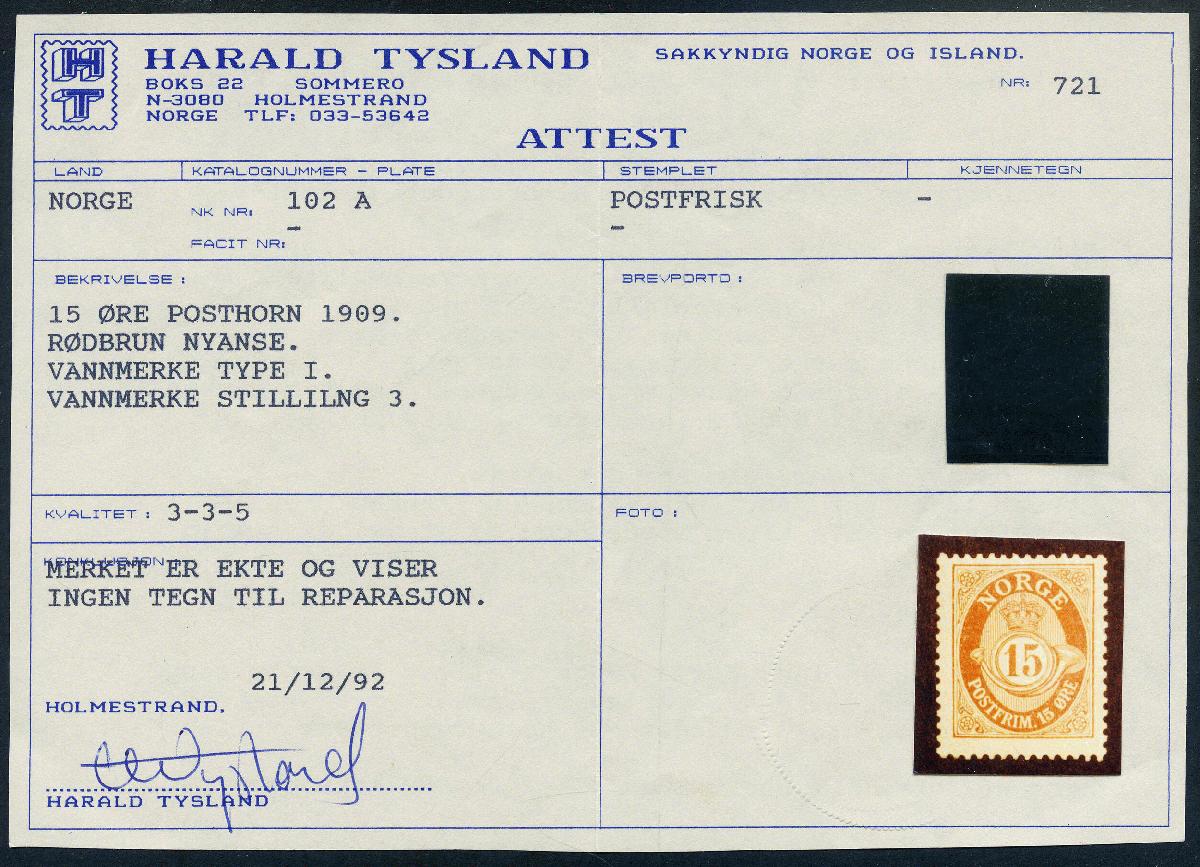 HT
HARALD TYSLAND
BOKS 22 SOMMERO
N-3080 HOLMESTRAND
NORGE TLF: 033-53642
SAKKYNDIG NORGE OG ISLAND.
NR: 721
ATTEST
LAND KATALOGNUMMER - PLATE STEMPLET KJENNETEGN
NORGE NK NR: 102 A POSTFRISK -
FACIT NR: - -
BEKRIVELSE :
15 ØRE POSTHORN 1909.
RØDBRUN NYANSE.
VANNMERKE TYPE I.
VANNMERKE STILLILNG 3.
BREVPORTO :
KVALITET : 3-3-5
KONKLUSJON :
MERKET ER EKTE OG VISER
INGEN TEGN TIL REPARASJON.
21/12/92
HOLMESTRAND.
HARALD TYSLAND
FOTO :
NORGE
15
POSTFRIM. 15 ØRE